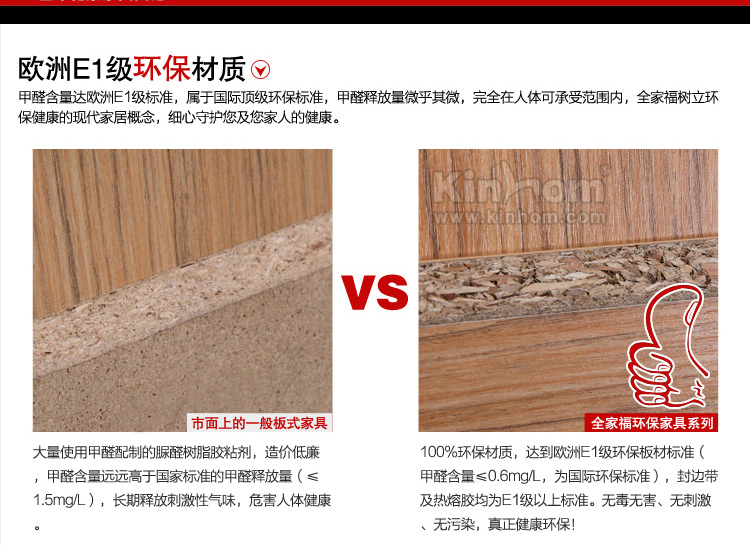 欧洲E1级环保材质
甲醛含量达欧洲E1级标准，属于国际顶级环保标准，甲醛释放量微乎其微，完全在人体可承受范围内，全家福树立环
保健康的现代家居概念，细心守护您及您家人的健康。
Kinhom
www.kinhom.com
VS
市面上的一般板式家具
全家福环保家具系列
大量使用甲醛配制的脲醛树脂胶粘剂，造价低廉
，甲醛含量远远高于国家标准的甲醛释放量（≤
1.5mg/L），长期释放刺激性气味，危害人体健康
。
100%环保材质，达到欧洲E1级环保板材标准（
甲醛含量≤0.6mg/L，为国际环保标准），封边带
及热熔胶均为E1级以上标准。无毒无害、无刺激
、无污染，真正健康环保！